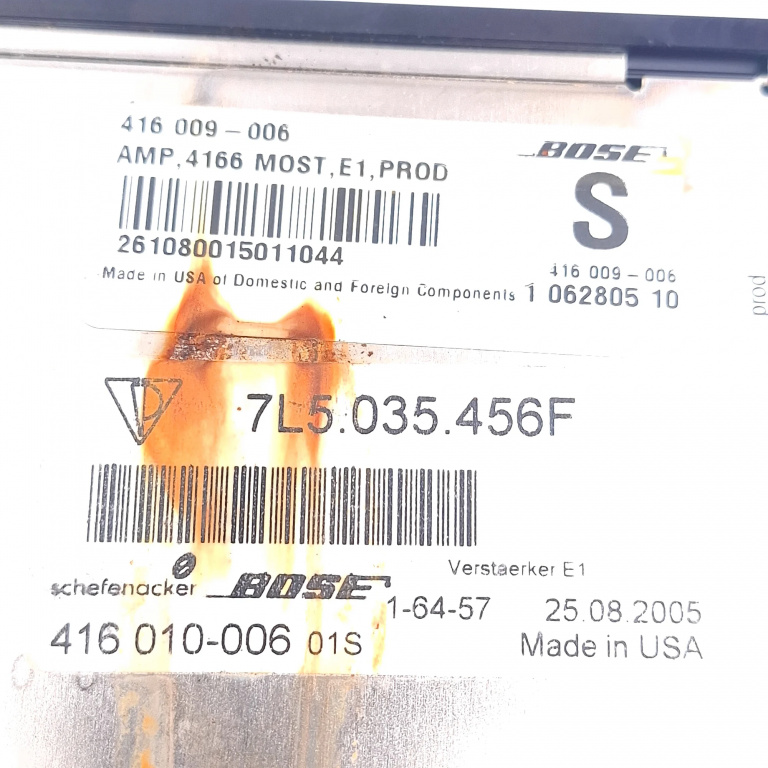 416 009-006
AMP,4166 MOST,E1,PROD
BOSE
S
261080015011044
416 009-006
Made in USA of Domestic and Foreign Components
1 062805 10
prod
7L5.035.456F
Verstaerker E1
schefenacker BOSE
1-64-57 25.08.2005
416 010-006 01S Made in USA